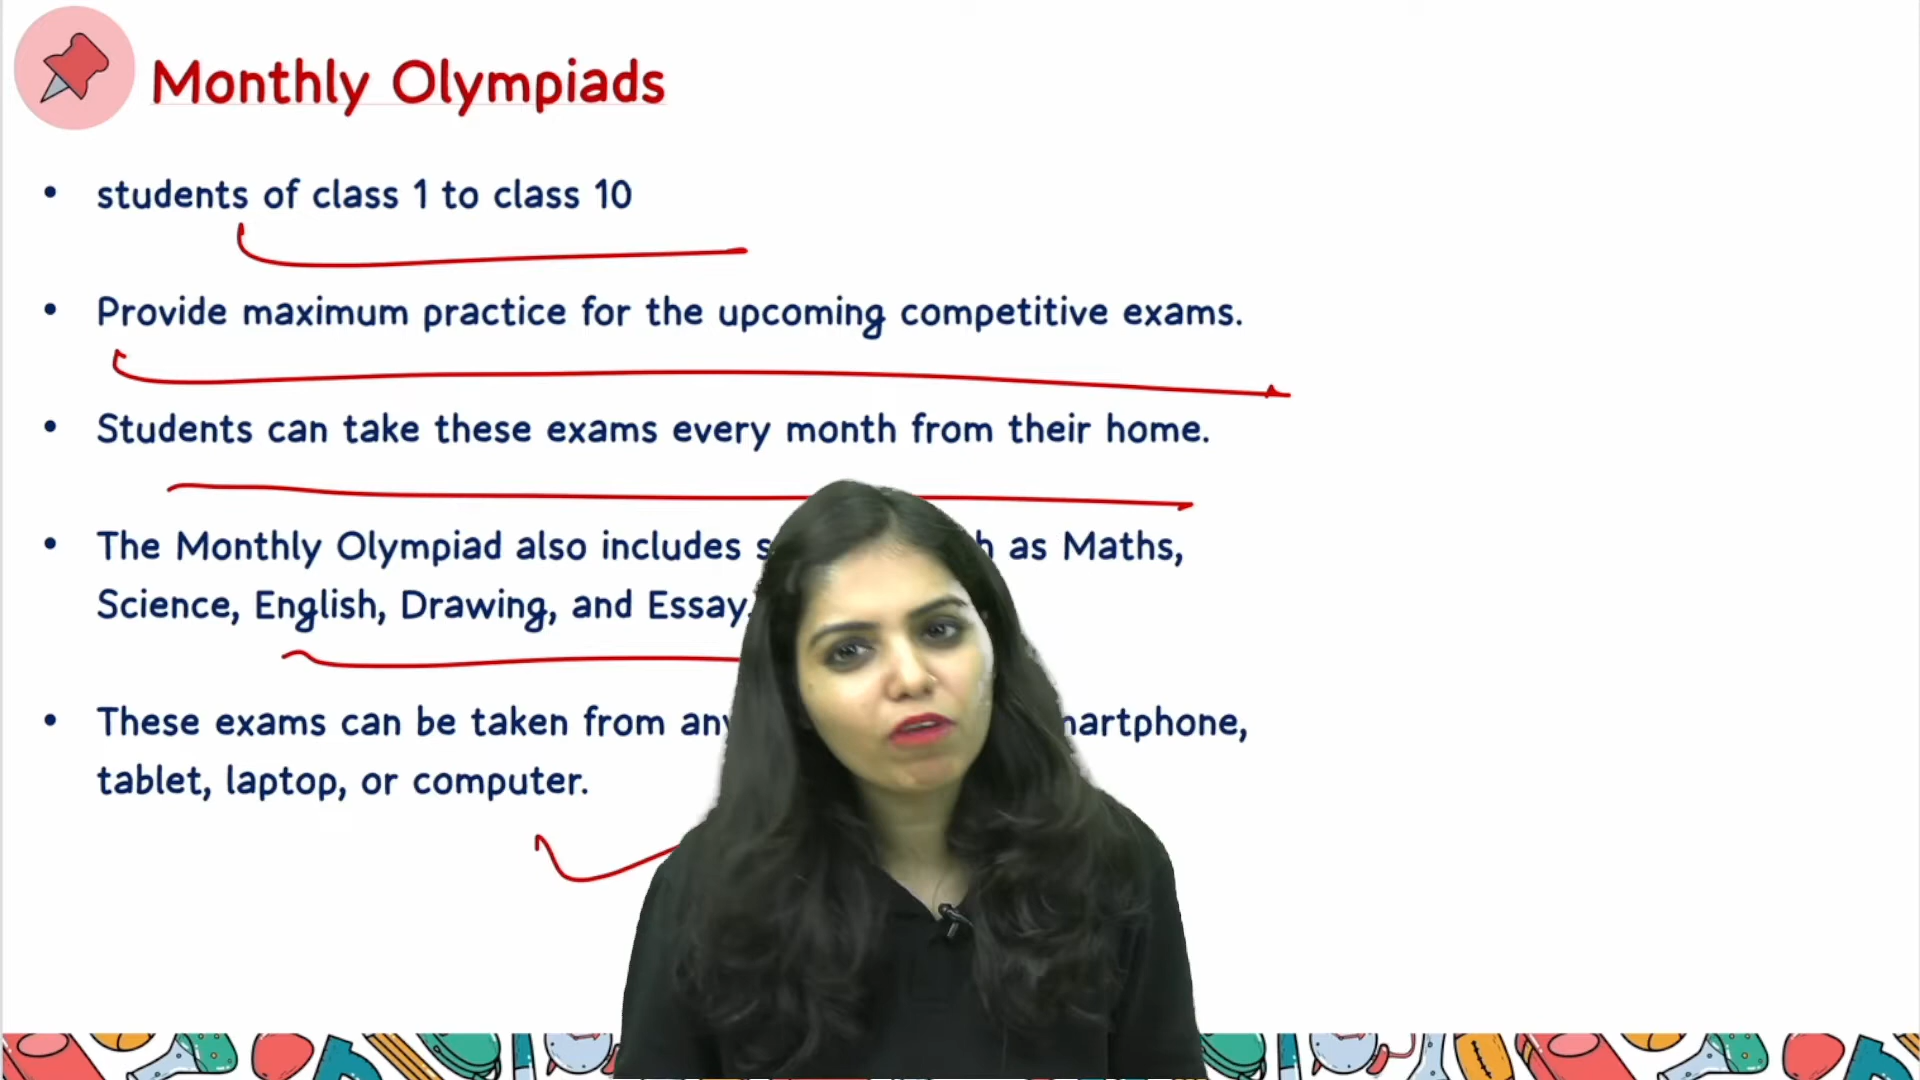 Monthly Olympiads
• students of class 1 to class 10
• Provide maximum practice for the upcoming competitive exams.
• Students can take these exams every month from their home.
• The Monthly Olympiad also includes as Maths,
Science, English, Drawing, and Essay.
• These exams can be taken from
tablet, laptop, or computer.